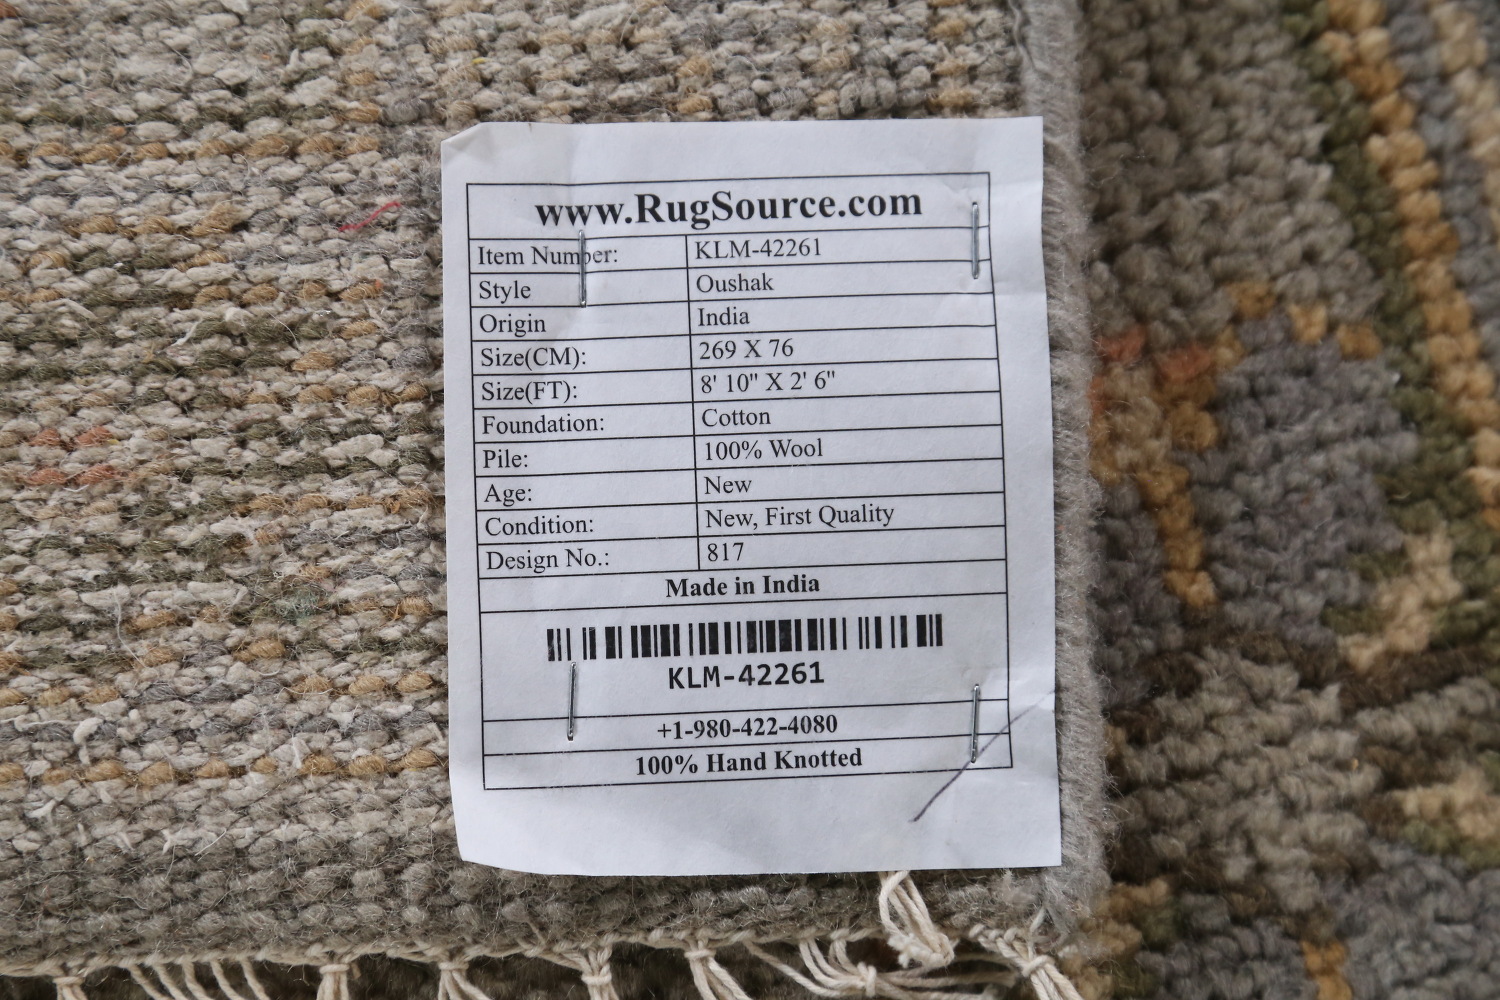 www.RugSource.com
Item Number: KLM-42261
Style Oushak
Origin India
Size(CM): 269 X 76
Size(FT): 8' 10" X 2' 6"
Foundation: Cotton
Pile: 100% Wool
Age: New
Condition: New, First Quality
Design No.: 817
Made in India
KLM-42261
+1-980-422-4080
100% Hand Knotted